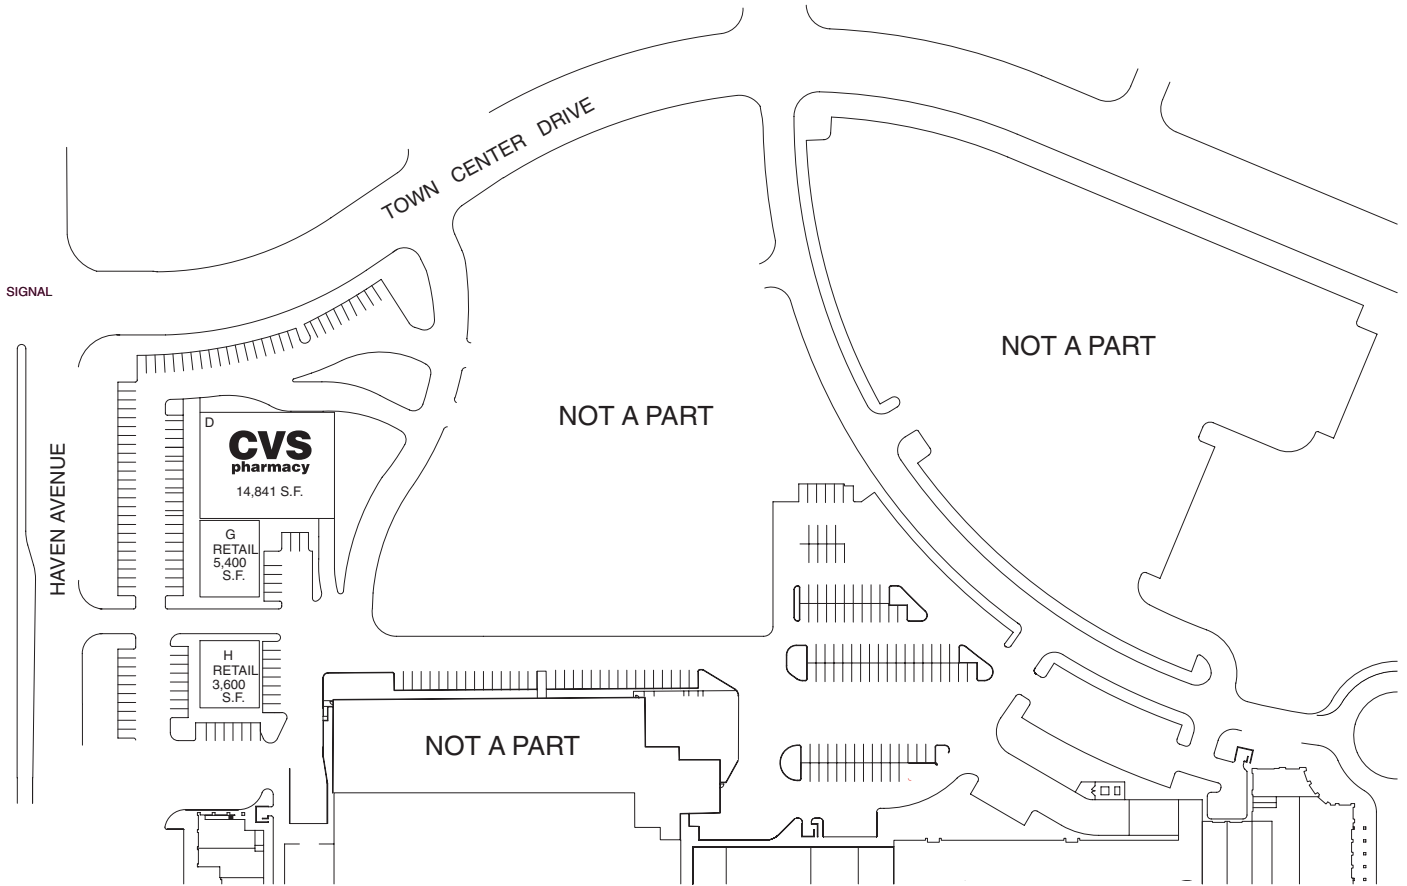 TOWN CENTER DRIVE
SIGNAL
NOT A PART
NOT A PART
HAVEN AVENUE
D
CVS
pharmacy
14,841 S.F.
G
RETAIL
5,400
S.F.
H
RETAIL
3,600
S.F.
NOT A PART